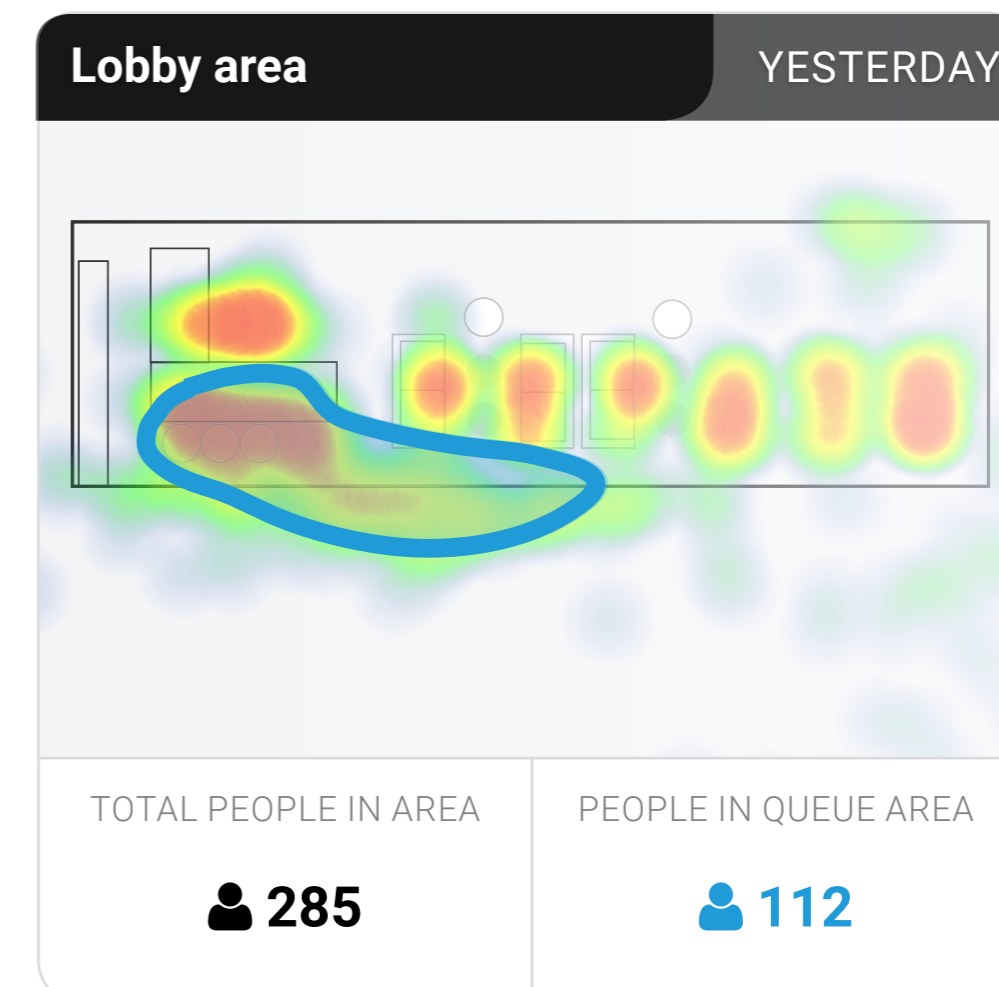 Lobby area
YESTERDAY
TOTAL PEOPLE IN AREA
PEOPLE IN QUEUE AREA
285
112